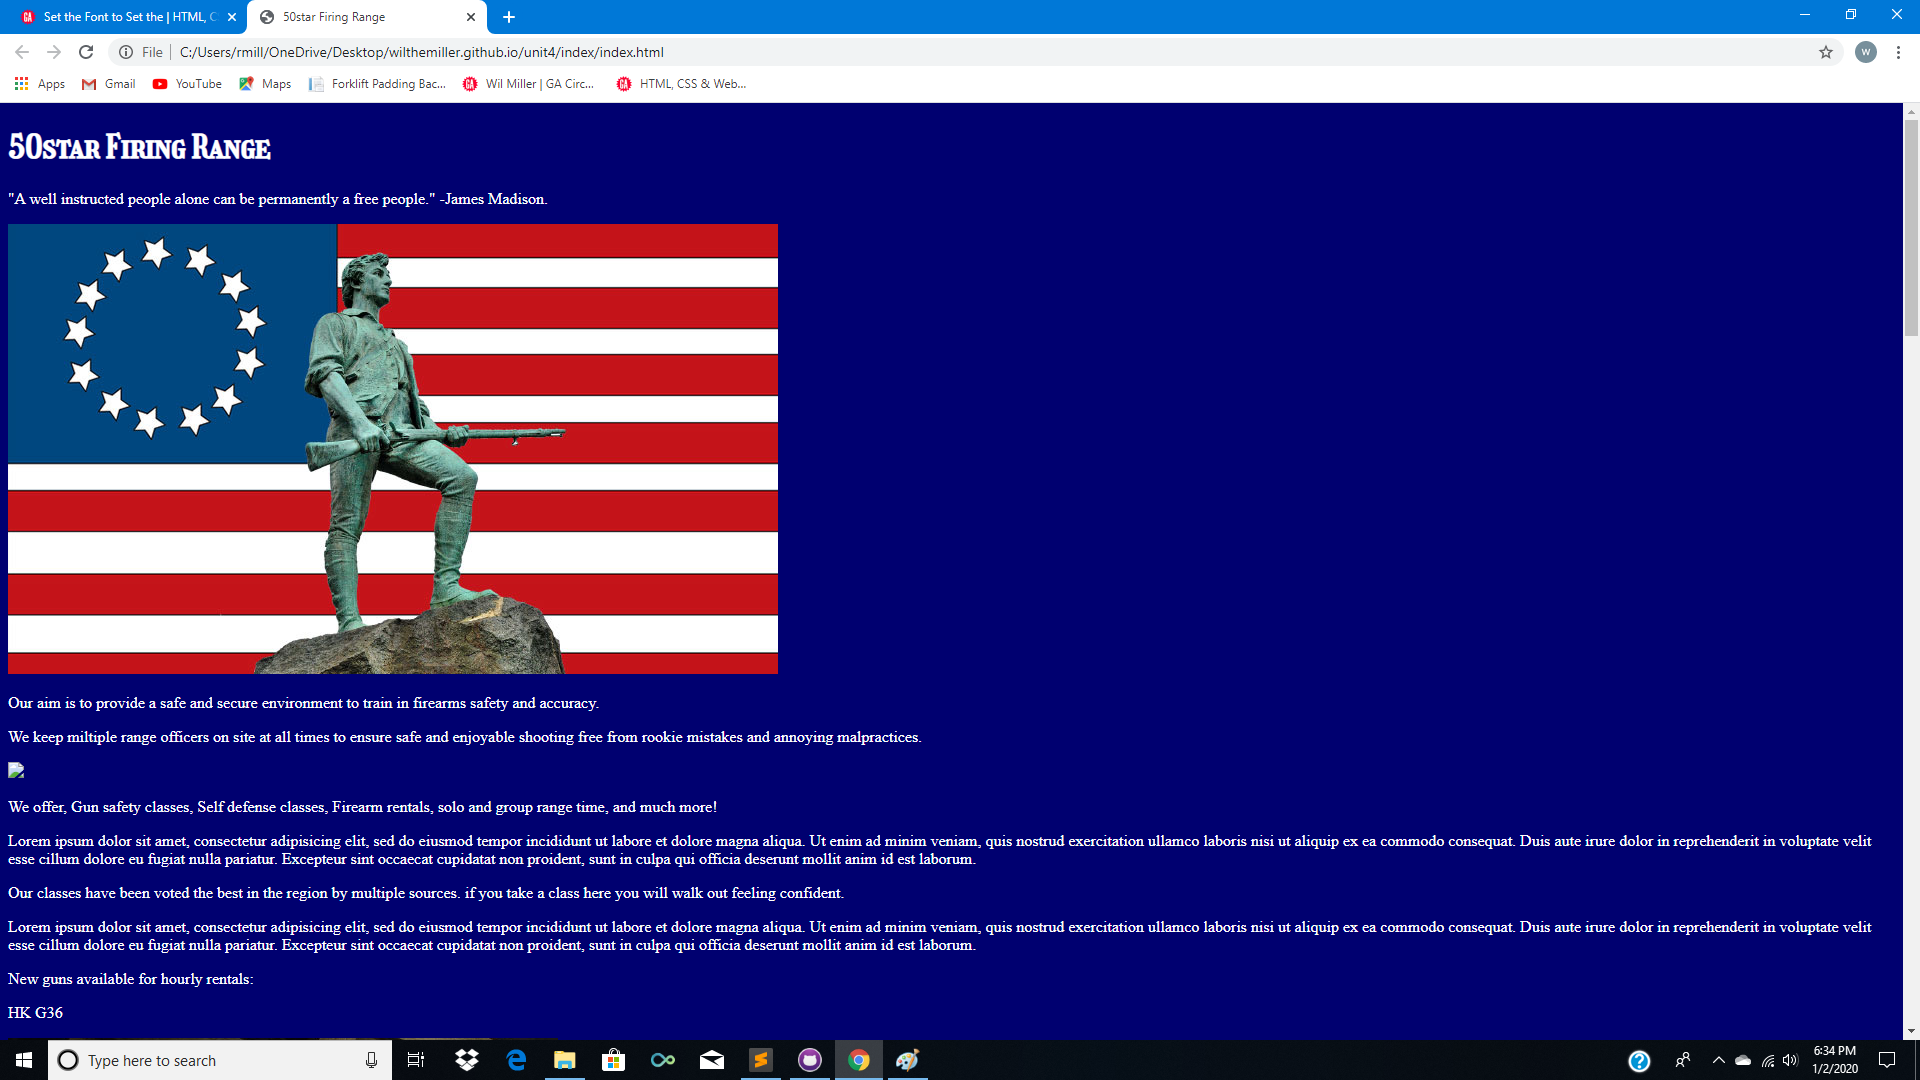 Set the Font to Set the | HTML, C
50star Firing Range
File
C:/Users/rmill/OneDrive/Desktop/wilthemiller.github.io/unit4/index/index.html
W
Apps
Gmail
YouTube
Maps
Forklift Padding Bac...
GA
Wil Miller | GA Circ...
GA
HTML, CSS & Web...
50star Firing Range
"A well instructed people alone can be permanently a free people." -James Madison.
Our aim is to provide a safe and secure environment to train in firearms safety and accuracy.
We keep miltiple range officers on site at all times to ensure safe and enjoyable shooting free from rookie mistakes and annoying malpractices.
We offer, Gun safety classes, Self defense classes, Firearm rentals, solo and group range time, and much more!
Lorem ipsum dolor sit amet, consectetur adipisicing elit, sed do eiusmod tempor incididunt ut labore et dolore magna aliqua. Ut enim ad minim veniam, quis nostrud exercitation ullamco laboris nisi ut aliquip ex ea commodo consequat. Duis aute irure dolor in reprehenderit in voluptate velit
esse cillum dolore eu fugiat nulla pariatur. Excepteur sint occaecat cupidatat non proident, sunt in culpa qui officia deserunt mollit anim id est laborum.
Our classes have been voted the best in the region by multiple sources. if you take a class here you will walk out feeling confident.
Lorem ipsum dolor sit amet, consectetur adipisicing elit, sed do eiusmod tempor incididunt ut labore et dolore magna aliqua. Ut enim ad minim veniam, quis nostrud exercitation ullamco laboris nisi ut aliquip ex ea commodo consequat. Duis aute irure dolor in reprehenderit in voluptate velit
esse cillum dolore eu fugiat nulla pariatur. Excepteur sint occaecat cupidatat non proident, sunt in culpa qui officia deserunt mollit anim id est laborum.
New guns available for hourly rentals:
HK G36
Type here to search
6:34 PM
1/2/2020